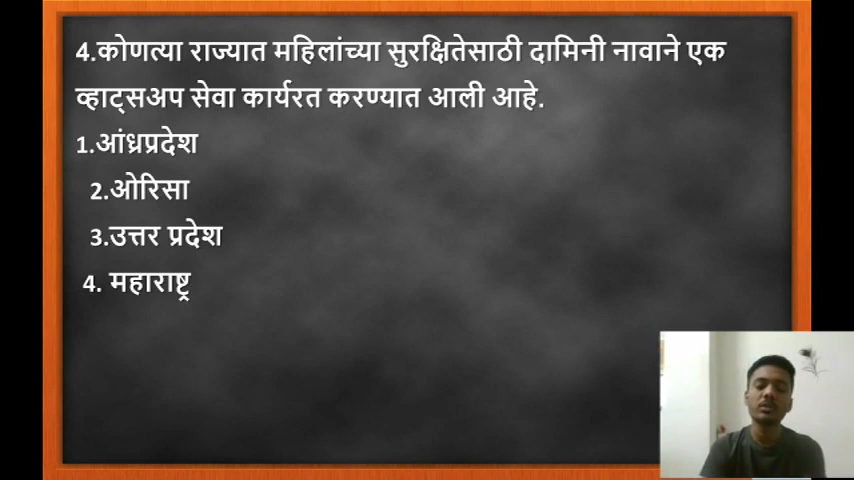 4.कोणत्या राज्यात महिलांच्या सुरक्षितेसाठी दामिनी नावाने एक
व्हाट्सअप सेवा कार्यरत करण्यात आली आहे.
1.आंध्रप्रदेश
2.ओरिसा
3.उत्तर प्रदेश
4. महाराष्ट्र